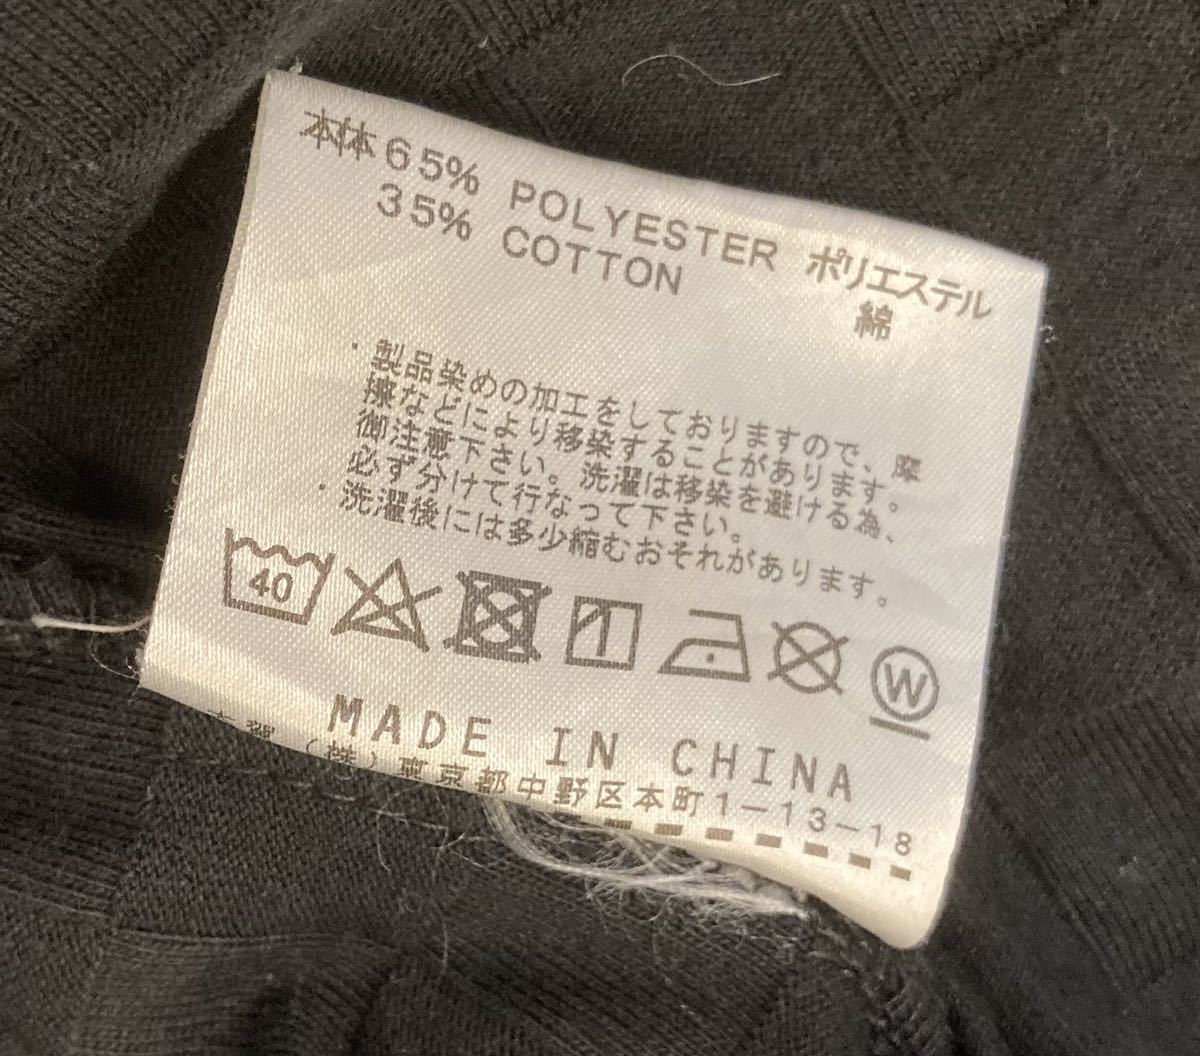 本体 65% POLYESTER ポリエステル
35% COTTON 綿
・製品染めの加工をしておりますので、摩
擦などにより移染することがあります。
御注意下さい。洗濯は移染を避ける為、
必ず分けて行なって下さい。
・洗濯後には多少縮むおそれがあります。
40
W
MADE IN CHINA
(株)東京都中野区本町1-13-18